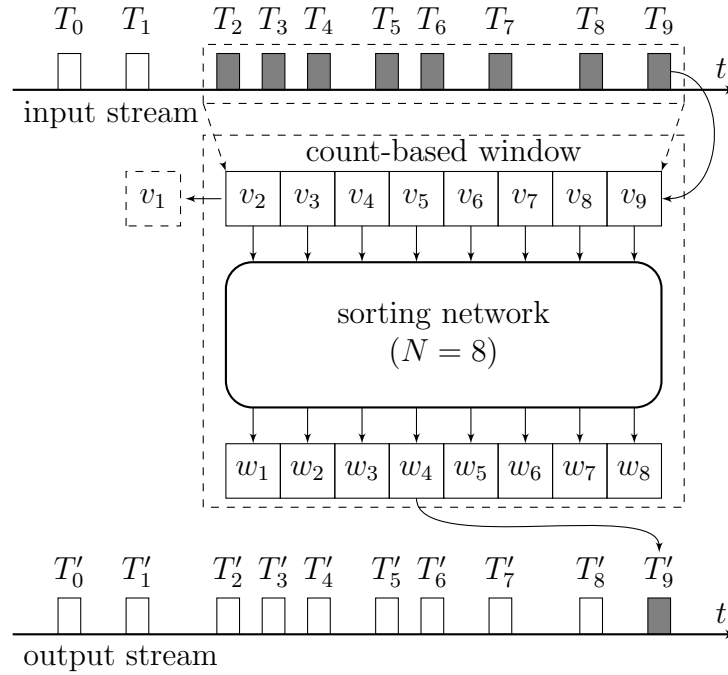 T₀ T₁ T₂ T₃ T₄ T₅ T₆ T₇ T₈ T₉
t
input stream
count-based window
v₁ v₂ v₃ v₄ v₅ v₆ v₇ v₈ v₉
sorting network
(N = 8)
w₁ w₂ w₃ w₄ w₅ w₆ w₇ w₈
T′₀ T′₁ T′₂ T′₃ T′₄ T′₅ T′₆ T′₇ T′₈ T′₉
t
output stream